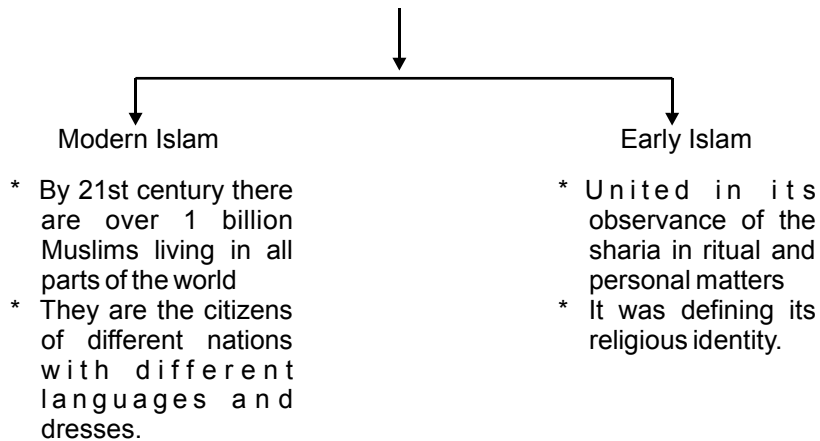 Modern Islam
* By 21st century there
are over 1 billion
Muslims living in all
parts of the world
* They are the citizens
of different nations
with different
languages and
dresses.
Early Islam
* United in its
observance of the
sharia in ritual and
personal matters
* It was defining its
religious identity.